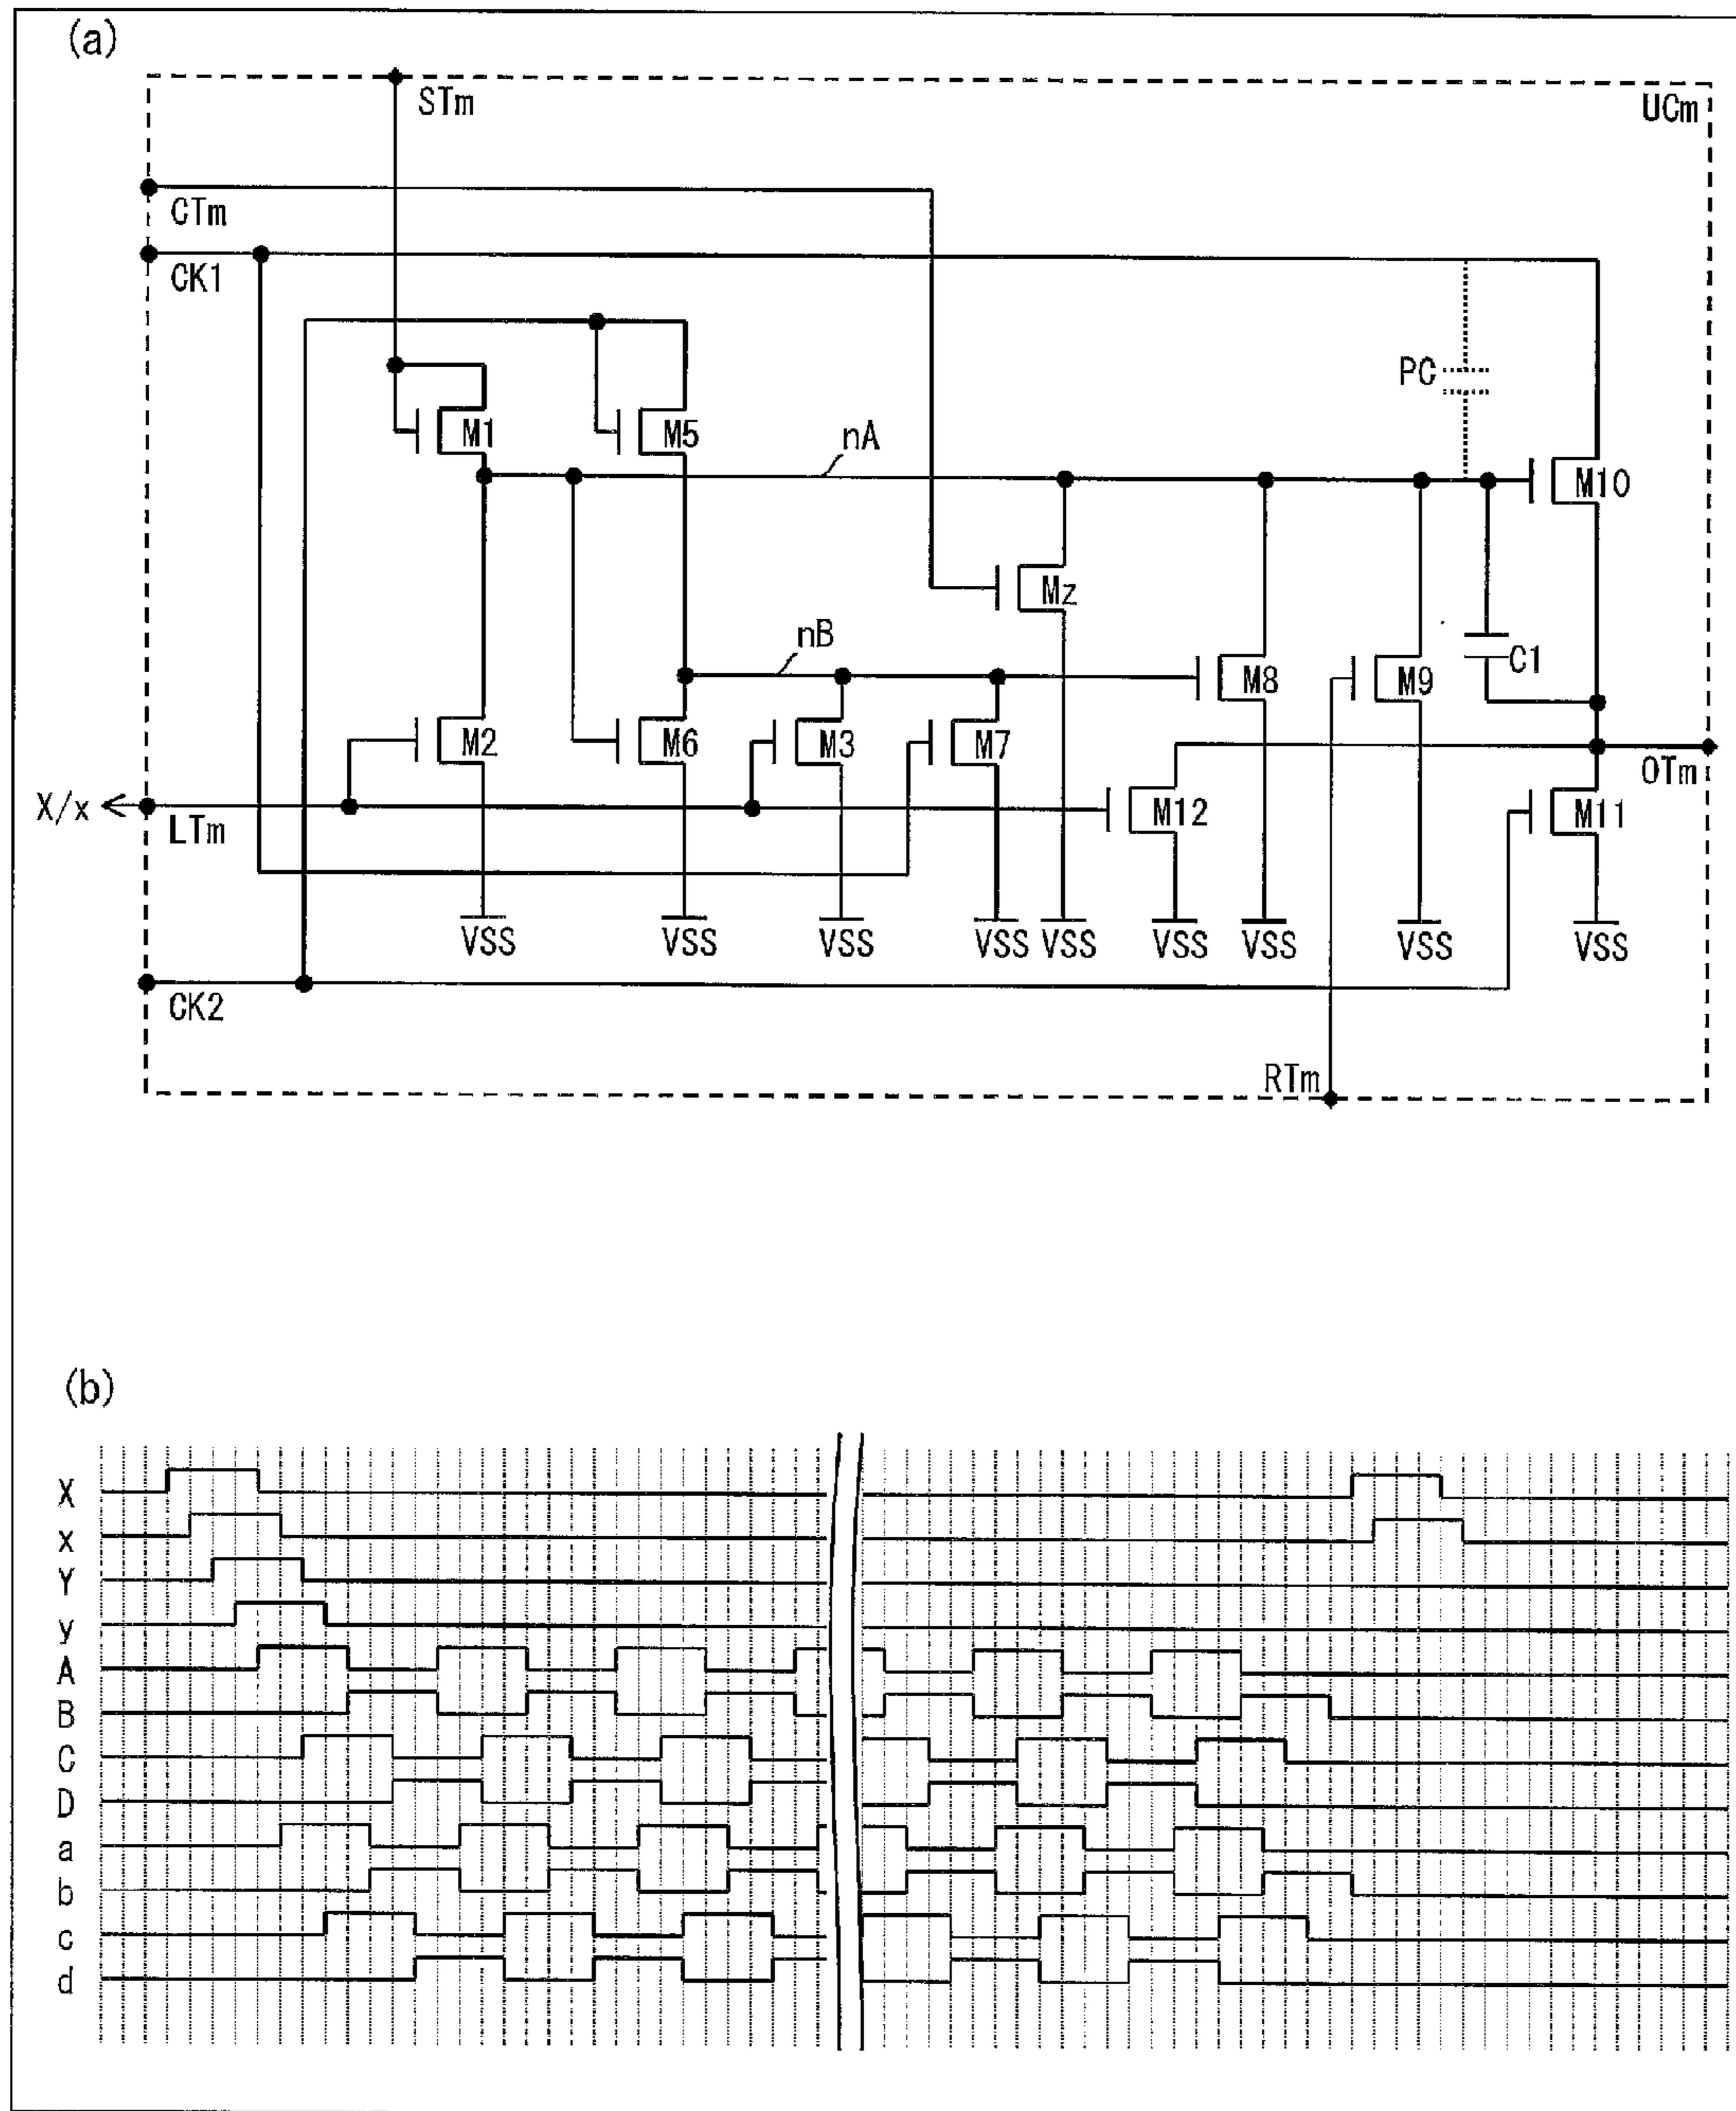 (a)
STm
UCm
CTm
CK1
PC
M1
M5
nA
M10
Mz
nB
C1
M8
M9
M2
M6
M3
M7
OTm
X/x
LTm
M12
M11
VSS
VSS
VSS
VSS
VSS
VSS
VSS
VSS
VSS
CK2
RTm
(b)
X
x
Y
y
A
B
C
D
a
b
c
d